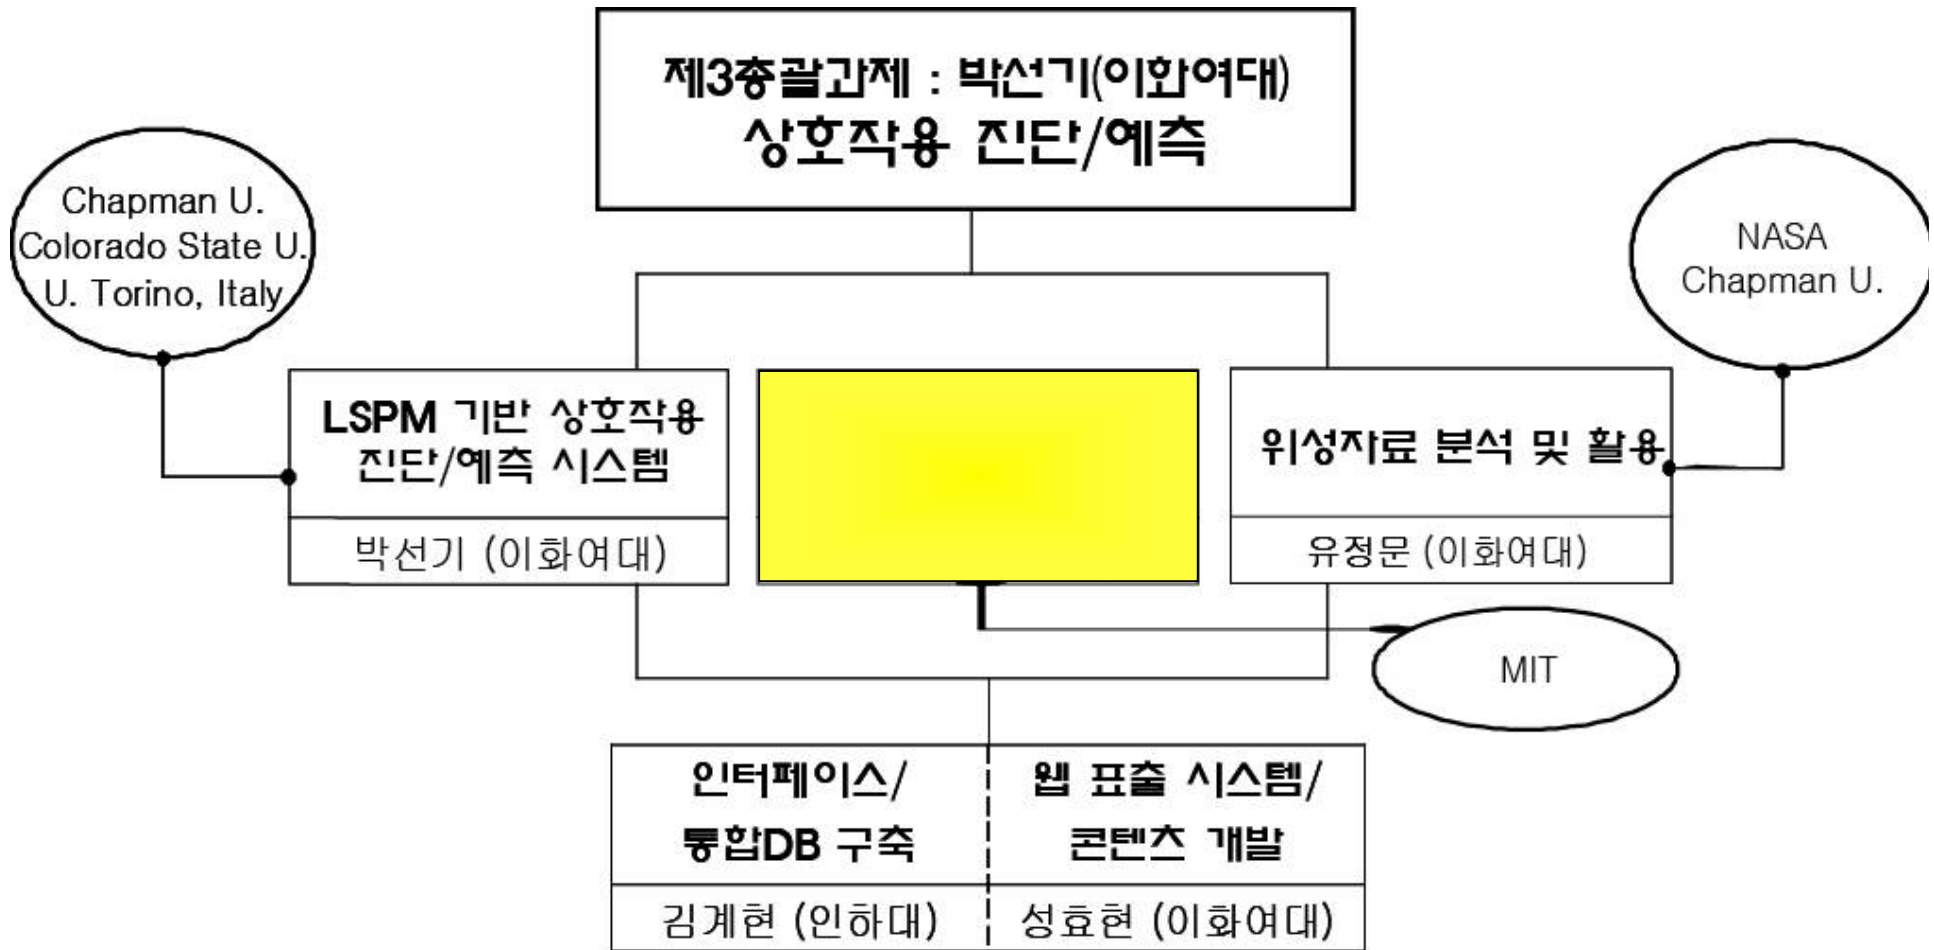 제3총괄과제 : 박선기(이화여대)
상호작용 진단/예측
Chapman U.
Colorado State U.
U. Torino, Italy
NASA
Chapman U.
LSPM 기반 상호작용
진단/예측 시스템
박선기 (이화여대)
위성자료 분석 및 활용
유정문 (이화여대)
MIT
인터페이스/
통합DB 구축
김계현 (인하대)
웹 표출 시스템/
콘텐츠 개발
성효현 (이화여대)